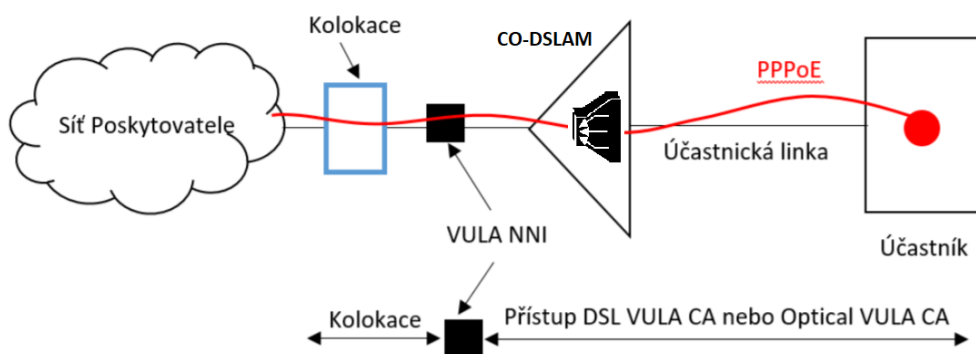 Kolokace
CO-DSLAM
PPPoE
Síť Poskytovatele
Účastnická linka
VULA NNI
Účastník
Kolokace
Přístup DSL VULA CA nebo Optical VULA CA